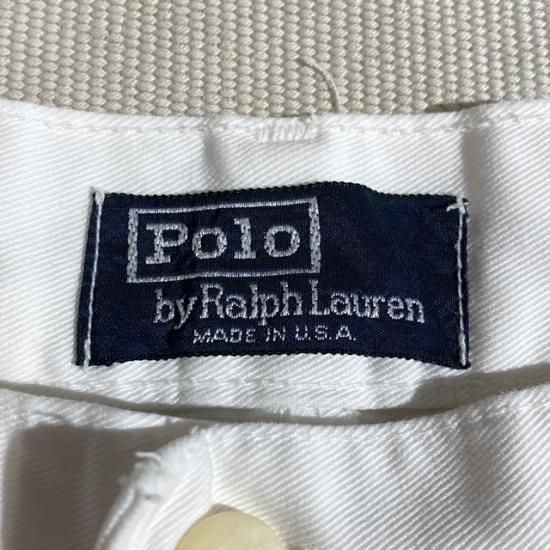 Polo
by Ralph Lauren
MADE IN U.S.A.